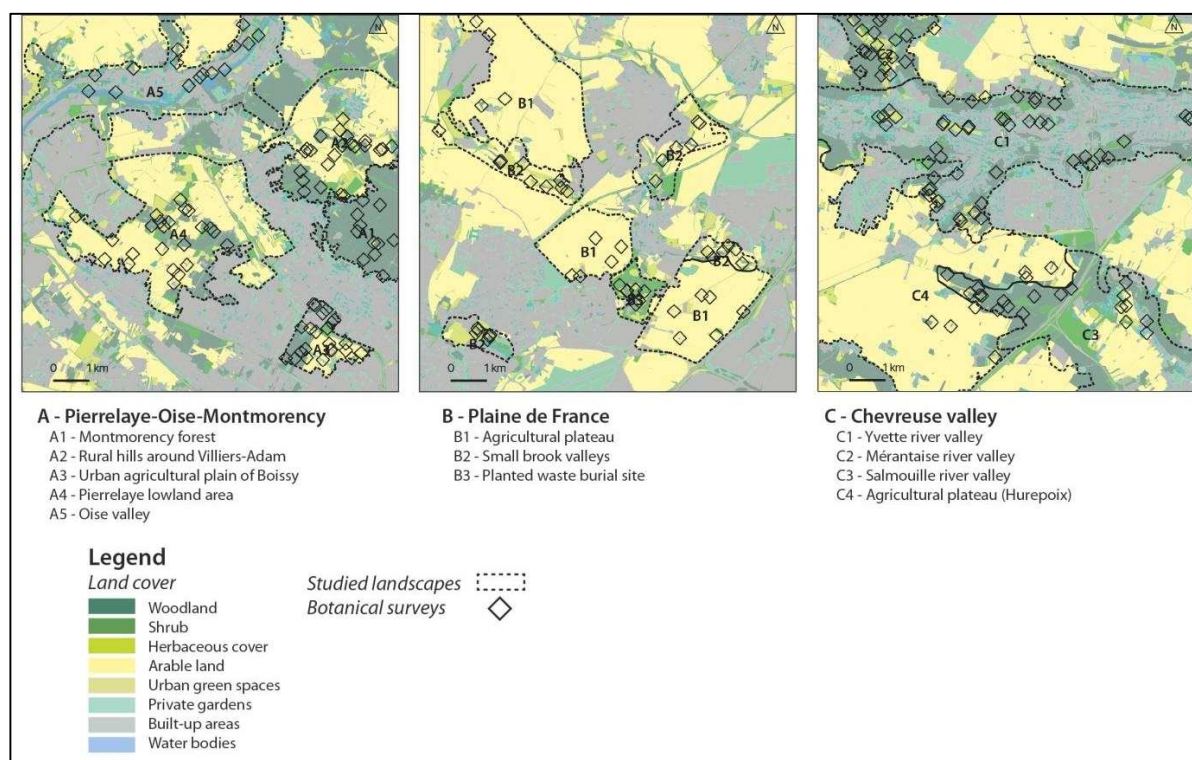 N
A5
A2
A1
A4
A3
0 1km
N
B1
B2
B2
B1
B2
B3
B1
B2
0 1km
N
C2
C1
C4
C3
0 1km
A - Pierrelaye-Oise-Montmorency
A1 - Montmorency forest
A2 - Rural hills around Villiers-Adam
A3 - Urban agricultural plain of Boissy
A4 - Pierrelaye lowland area
A5 - Oise valley
B - Plaine de France
B1 - Agricultural plateau
B2 - Small brook valleys
B3 - Planted waste burial site
C - Chevreuse valley
C1 - Yvette river valley
C2 - Mérantaise river valley
C3 - Salmouille river valley
C4 - Agricultural plateau (Hurepoix)
Legend
Land cover
Woodland
Shrub
Herbaceous cover
Arable land
Urban green spaces
Private gardens
Built-up areas
Water bodies
Studied landscapes
Botanical surveys